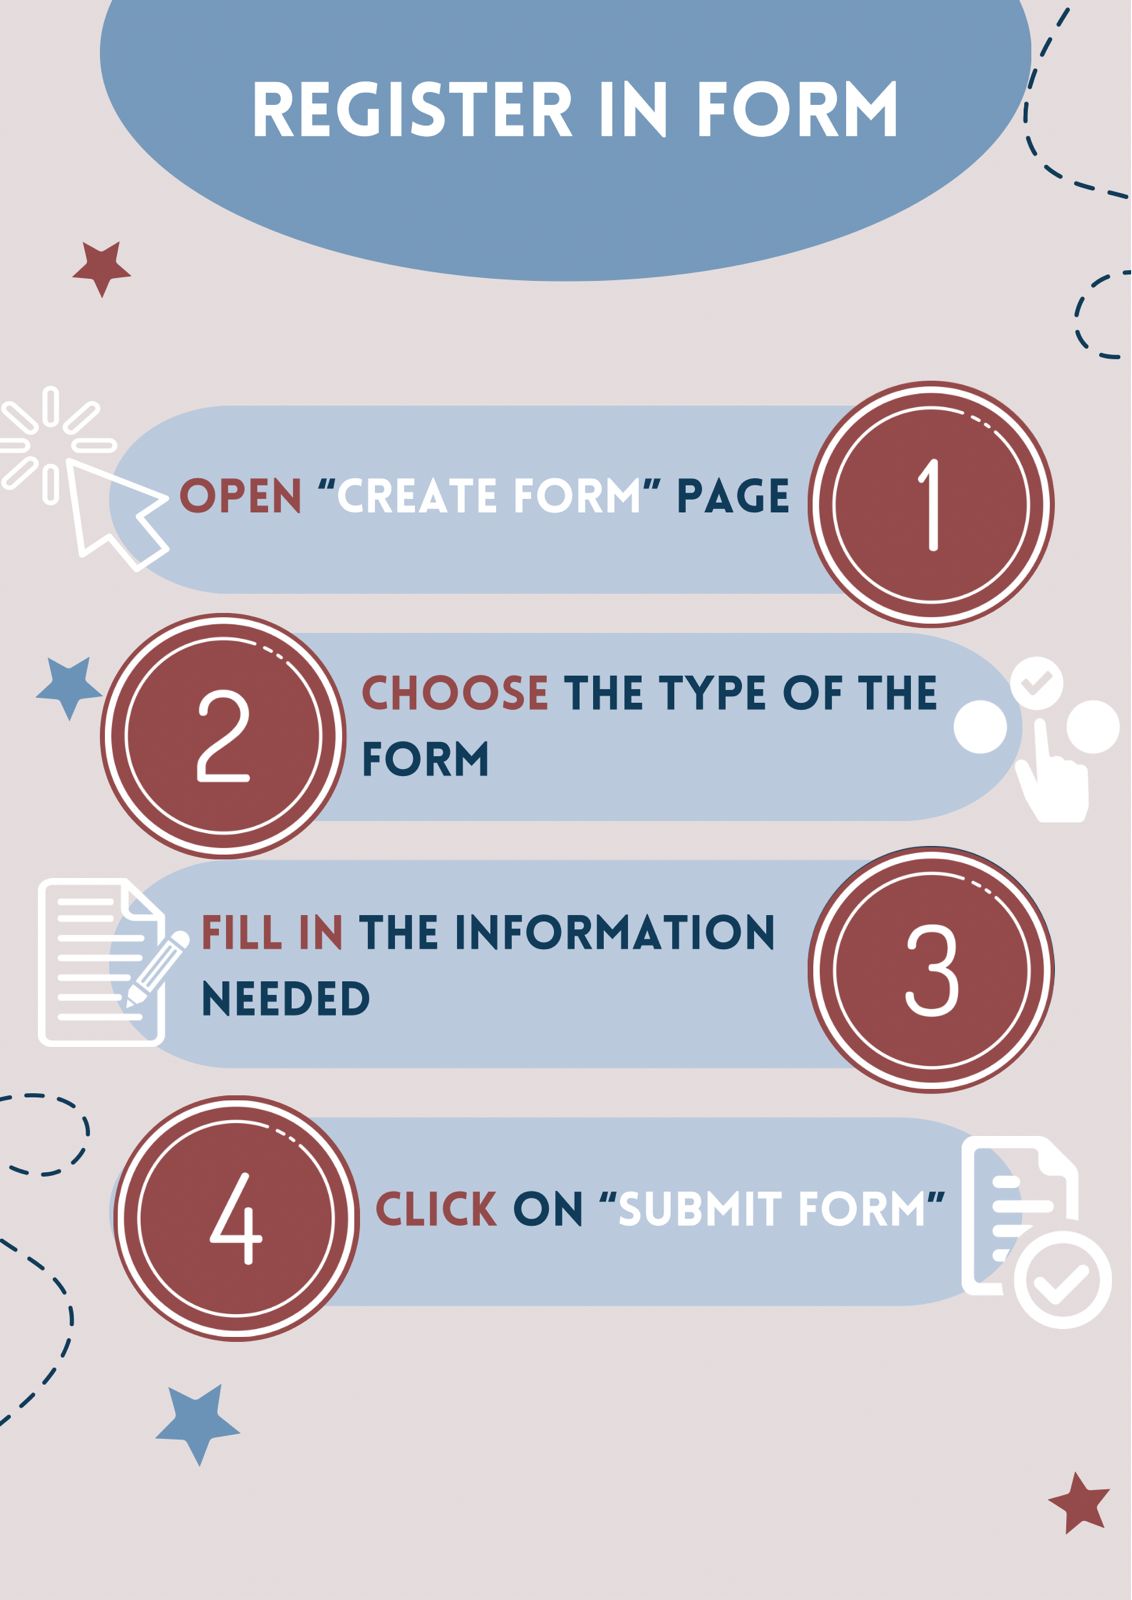 REGISTER IN FORM
OPEN “CREATE FORM” PAGE
1
2
CHOOSE THE TYPE OF THE
FORM
FILL IN THE INFORMATION
NEEDED
3
4
CLICK ON “SUBMIT FORM”